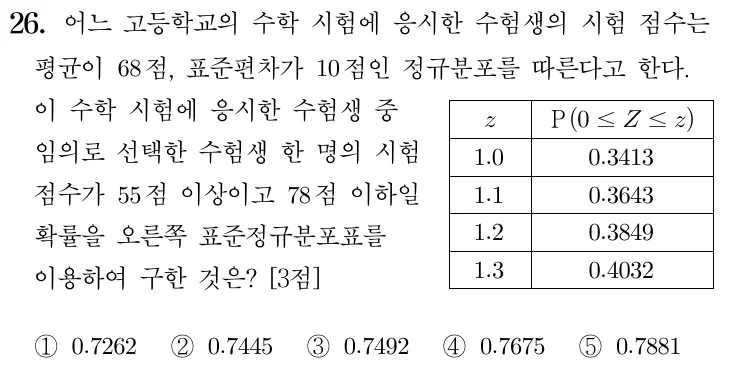 26. 어느 고등학교의 수학 시험에 응시한 수험생의 시험 점수는
평균이 68점, 표준편차가 10점인 정규분포를 따른다고 한다.
이 수학 시험에 응시한 수험생 중
임의로 선택한 수험생 한 명의 시험
점수가 55점 이상이고 78점 이하일
확률을 오른쪽 표준정규분포표를
이용하여 구한 것은? [3점]
z P(0 ≤ Z ≤ z)
1.0 0.3413
1.1 0.3643
1.2 0.3849
1.3 0.4032
① 0.7262 ② 0.7445 ③ 0.7492 ④ 0.7675 ⑤ 0.7881